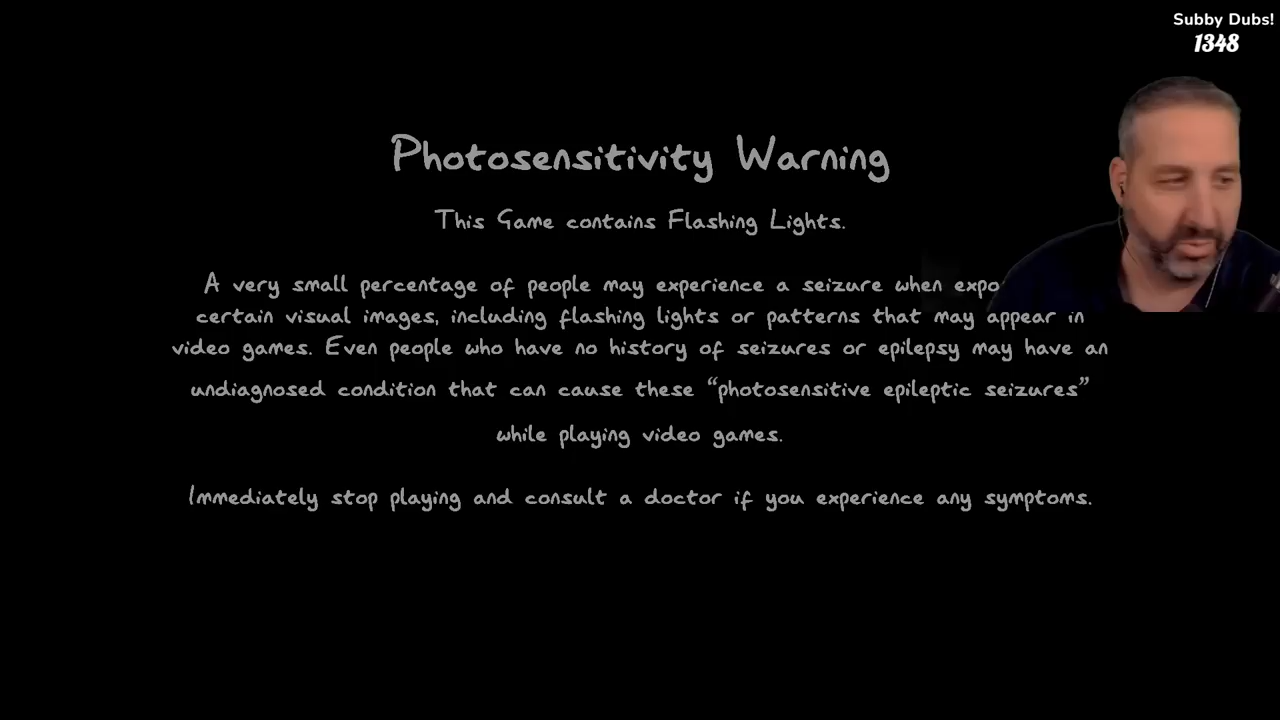 Subby Dubs!
1348
Photosensitivity Warning
This Game contains Flashing Lights.
A very small percentage of people may experience a seizure when expo
certain visual images, including flashing lights or patterns that may appear in
video games. Even people who have no history of seizures or epilepsy may have an
undiagnosed condition that can cause these “photosensitive epileptic seizures”
while playing video games.
Immediately stop playing and consult a doctor if you experience any symptoms.